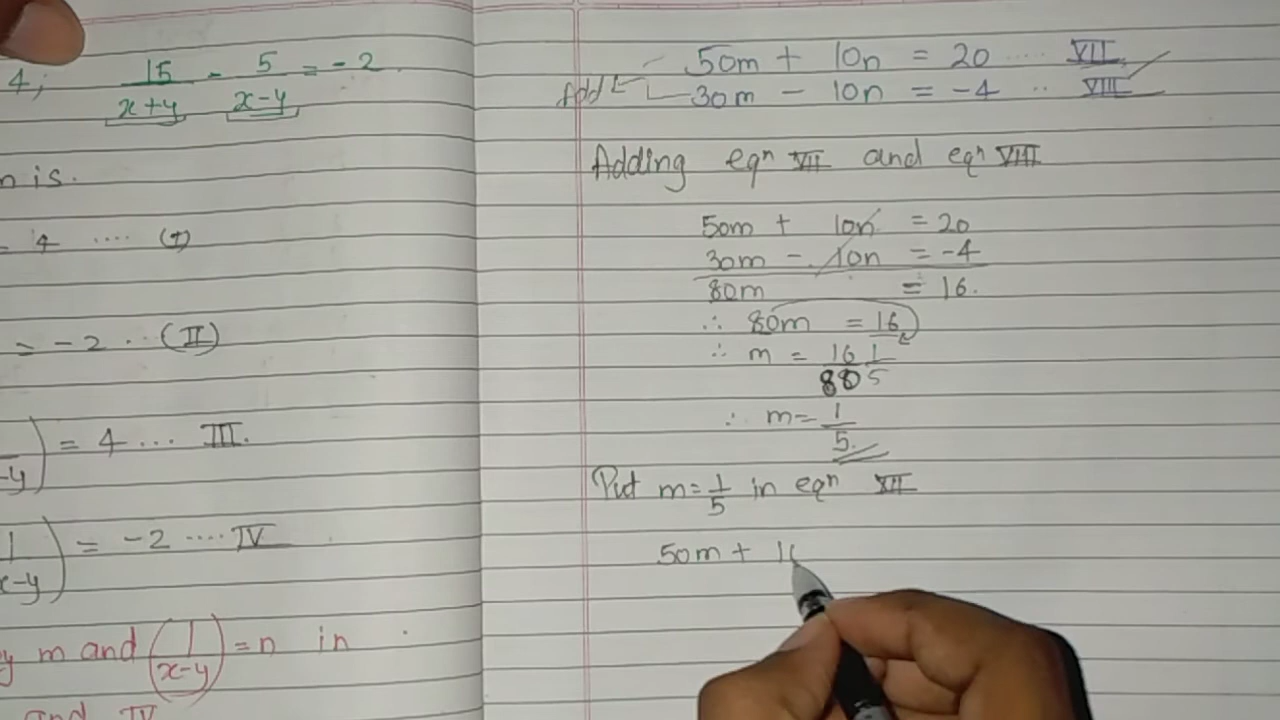 4; 15/x+y - 5/x-y = -2
n is.
= 4 .... (I)
= -2 .. (II)
-y) = 4 ... III.
1/x-y) = -2 .... IV
y m and (1/x-y) = n in
and IV
50m + 10n = 20 .... VII
Add 30m - 10n = -4 .. VIII
Adding eqn VII and eqn VIII
50m + 10n = 20
30m - 10n = -4
80m = 16.
∴ 80m = 16
∴ m = 16/80 1/5
∴ m = 1/5.
Put m = 1/5 in eqn VII
50m + 1